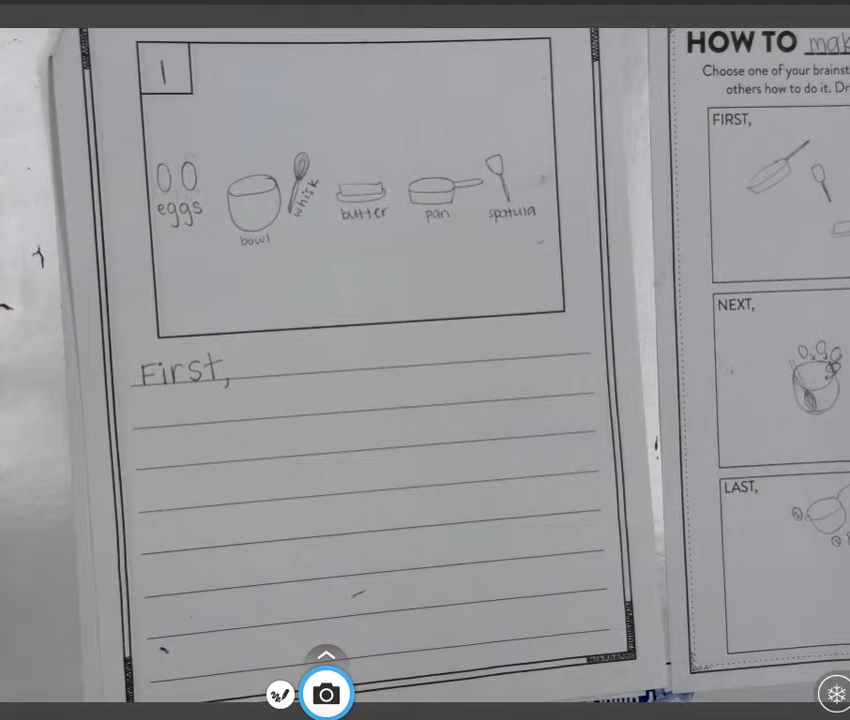 1
eggs
bowl
whisk
butter
pan
spatula
First,
HOW TO mak
Choose one of your brainst
others how to do it. Dr
FIRST,
NEXT,
LAST,